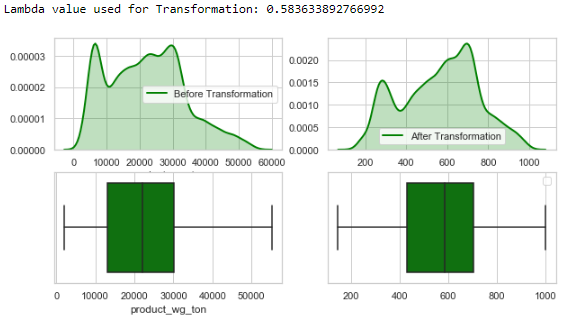 Lambda value used for Transformation: 0.583633892766992
0.00003
0.00002
0.00001
0.00000
Before Transformation
0 10000 20000 30000 40000 50000 60000
0.0020
0.0015
0.0010
0.0005
0.0000
After Transformation
200 400 600 800 1000
0 10000 20000 30000 40000 50000
product_wg_ton
200 400 600 800 1000